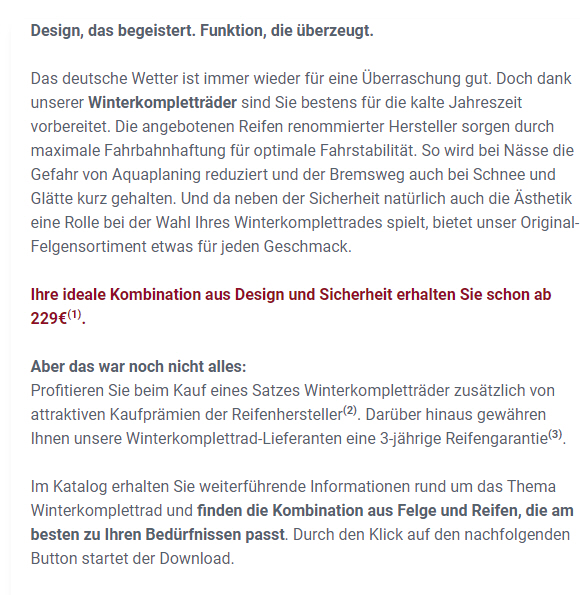 Design, das begeistert. Funktion, die überzeugt.
Das deutsche Wetter ist immer wieder für eine Überraschung gut. Doch dank
unserer Winterkompletträder sind Sie bestens für die kalte Jahreszeit
vorbereitet. Die angebotenen Reifen renommierter Hersteller sorgen durch
maximale Fahrbahnhaftung für optimale Fahrstabilität. So wird bei Nässe die
Gefahr von Aquaplaning reduziert und der Bremsweg auch bei Schnee und
Glätte kurz gehalten. Und da neben der Sicherheit natürlich auch die Ästhetik
eine Rolle bei der Wahl Ihres Winterkomplettrades spielt, bietet unser Original-
Felgensortiment etwas für jeden Geschmack.
Ihre ideale Kombination aus Design und Sicherheit erhalten Sie schon ab
229€(1).
Aber das war noch nicht alles:
Profitieren Sie beim Kauf eines Satzes Winterkompletträder zusätzlich von
attraktiven Kaufprämien der Reifenhersteller(2). Darüber hinaus gewähren
Ihnen unsere Winterkomplettrad-Lieferanten eine 3-jährige Reifengarantie(3).
Im Katalog erhalten Sie weiterführende Informationen rund um das Thema
Winterkomplettrad und finden die Kombination aus Felge und Reifen, die am
besten zu Ihren Bedürfnissen passt. Durch den Klick auf den nachfolgenden
Button startet der Download.